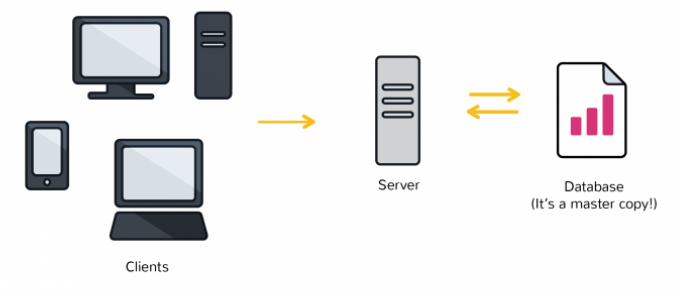 Server
Database
(It's a master copy!)
Clients